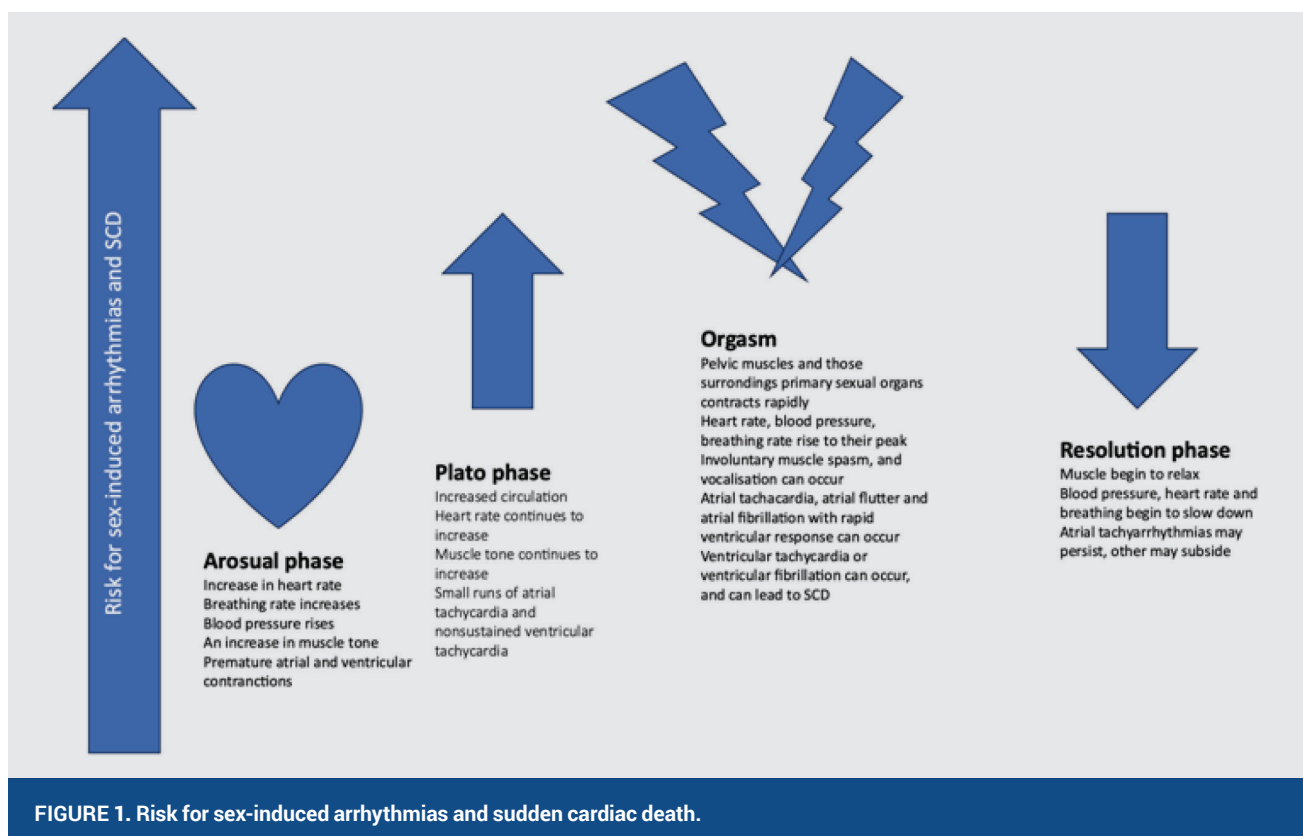 Risk for sex-induced arrhythmias and SCD
Arosual phase
Increase in heart rate
Breathing rate increases
Blood pressure rises
An increase in muscle tone
Premature atrial and ventricular
contranctions
Plato phase
Increased circulation
Heart rate continues to
increase
Muscle tone continues to
increase
Small runs of atrial
tachycardia and
nonsustained ventricular
tachycardia
Orgasm
Pelvic muscles and those
surrondings primary sexual organs
contracts rapidly
Heart rate, blood pressure,
breathing rate rise to their peak
Involuntary muscle spasm, and
vocalisation can occur
Atrial tachacardia, atrial flutter and
atrial fibrillation with rapid
ventricular response can occur
Ventricular tachycardia or
ventricular fibrillation can occur,
and can lead to SCD
Resolution phase
Muscle begin to relax
Blood pressure, heart rate and
breathing begin to slow down
Atrial tachyarrhythmias may
persist, other may subside
FIGURE 1. Risk for sex-induced arrhythmias and sudden cardiac death.